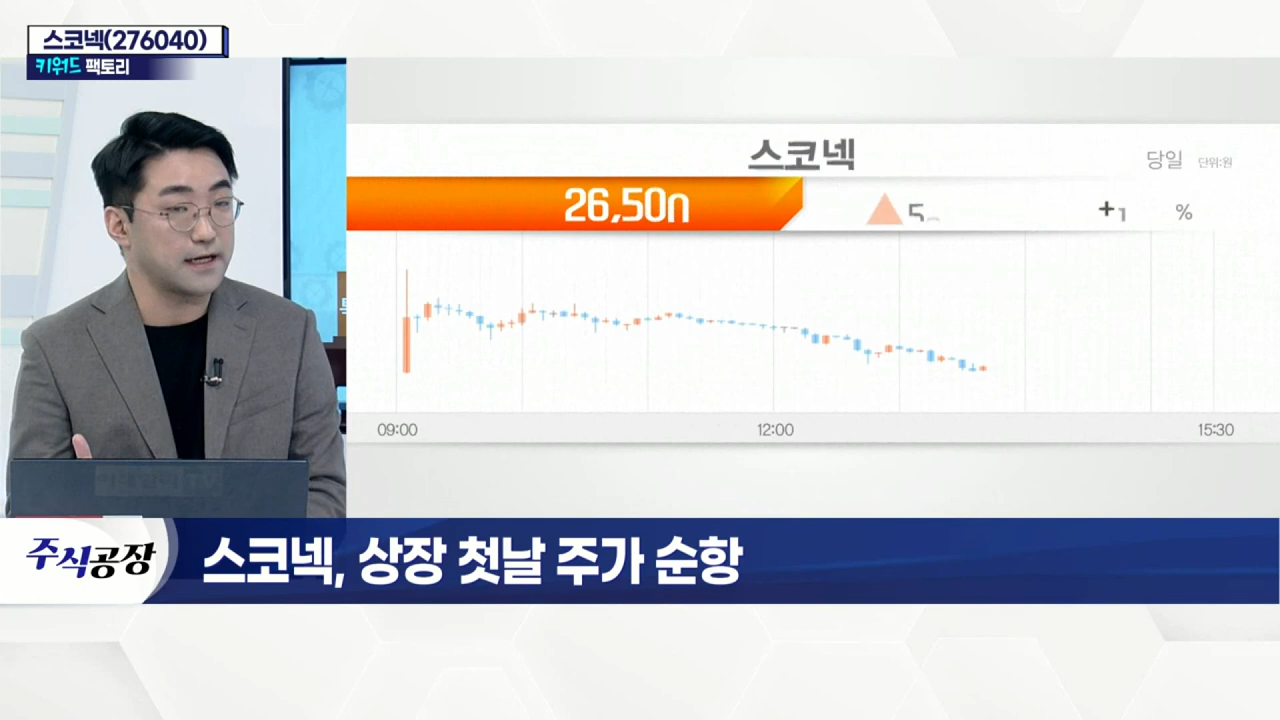 스코넥(276040)
키워드 팩토리
스코넥
당일 단위:원
26,50
%
09:00 12:00 15:30
주식공장
스코넥, 상장 첫날 주가 순항